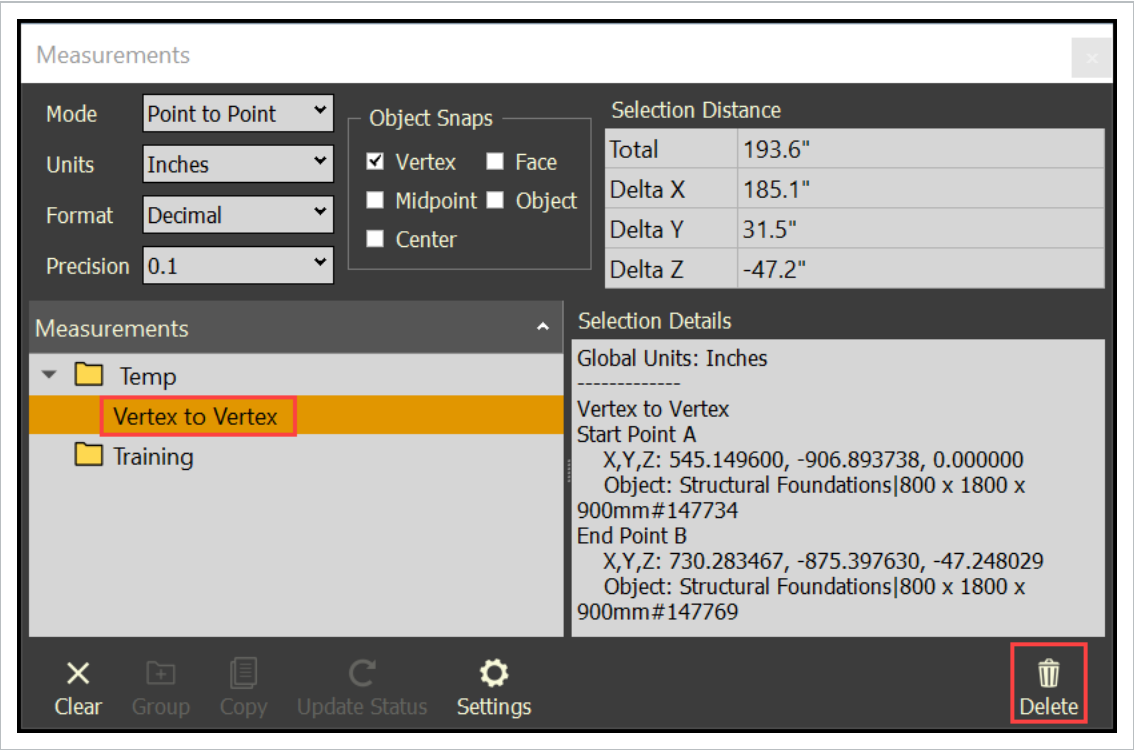 Measurements
Mode Point to Point
Units Inches
Format Decimal
Precision 0.1
Object Snaps
Vertex Face
Midpoint Object
Center
Selection Distance
Total 193.6"
Delta X 185.1"
Delta Y 31.5"
Delta Z -47.2"
Measurements
Temp
Vertex to Vertex
Training
Selection Details
Global Units: Inches
-------------
Vertex to Vertex
Start Point A
X,Y,Z: 545.149600, -906.893738, 0.000000
Object: Structural Foundations|800 x 1800 x
900mm#147734
End Point B
X,Y,Z: 730.283467, -875.397630, -47.248029
Object: Structural Foundations|800 x 1800 x
900mm#147769
Clear Group Copy Update Status Settings Delete